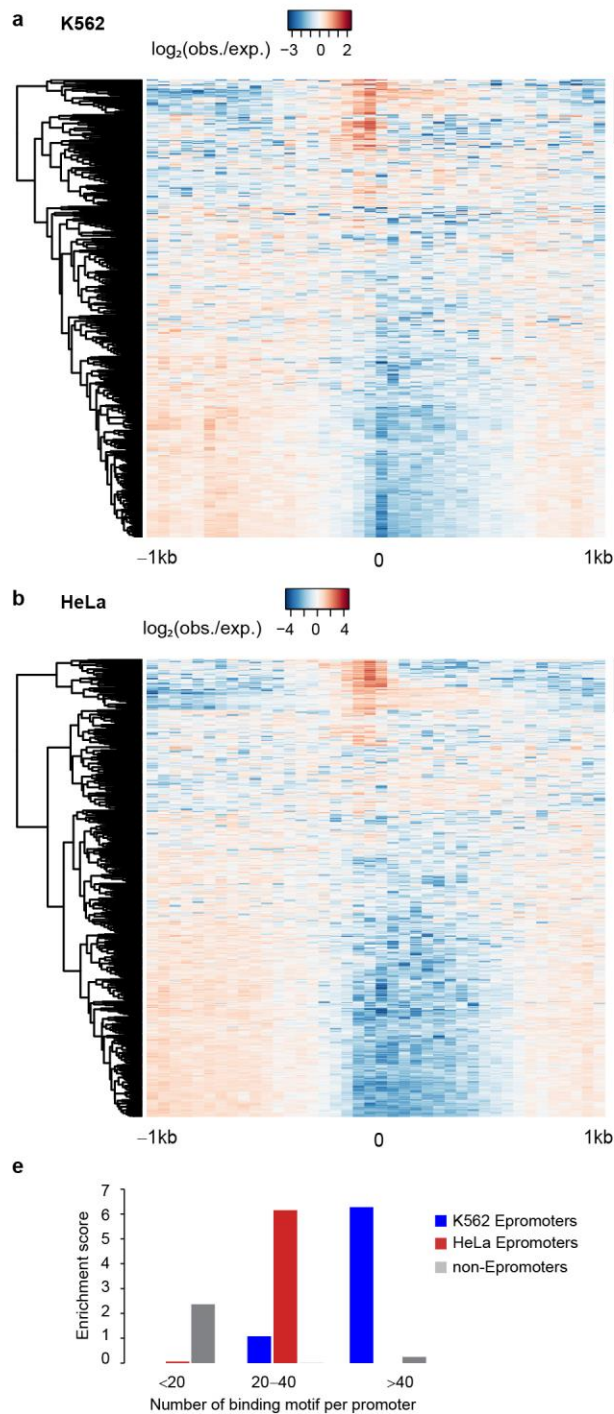 a K562
log₂(obs./exp.) −3 0 2
−1kb 0 1kb
b HeLa
log₂(obs./exp.) −4 0 4
−1kb 0 1kb
e
7
6
5
4
3
2
1
0
Enrichment score
K562 Epromoters
HeLa Epromoters
non-Epromoters
<20 20−40 >40
Number of binding motif per promoter